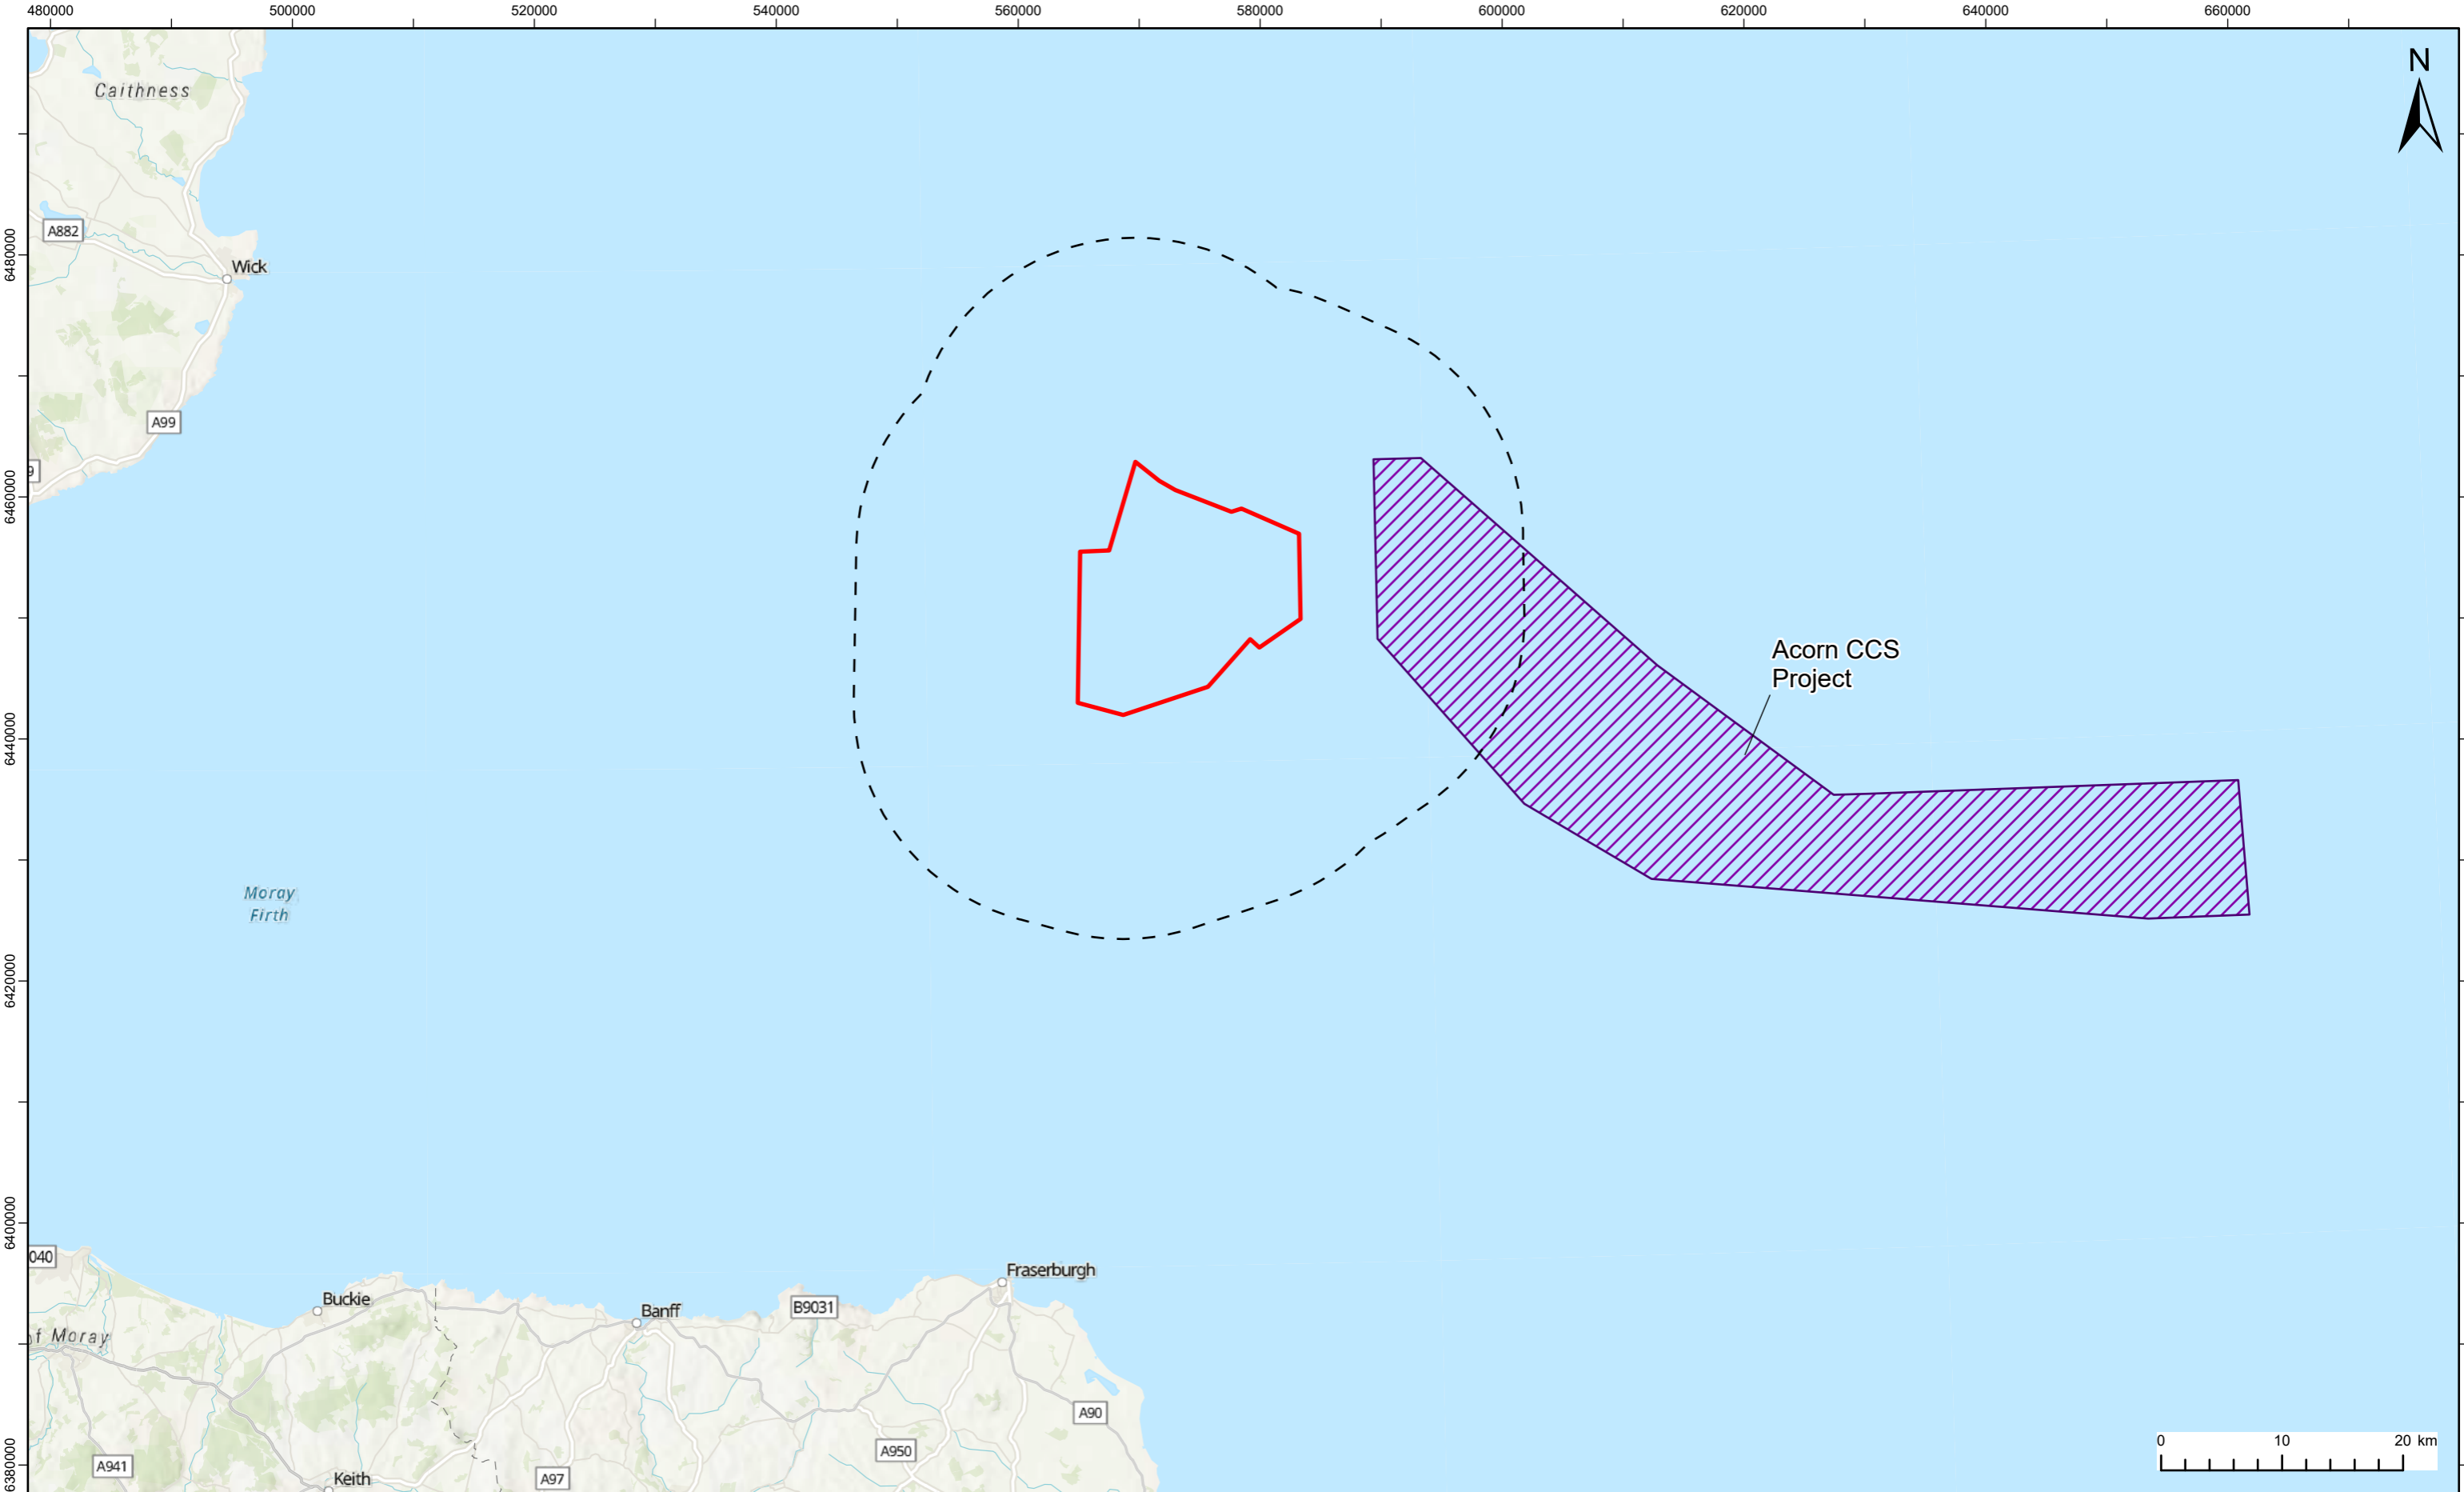 480000 500000 520000 540000 560000 580000 600000 620000 640000 660000
N
Caithness
A882
6480000
Wick
A99
9
6460000
Acorn CCS
Project
6440000
Moray
Firth
6420000
6400000
040
Fraserburgh
Buckie
Banff
B9031
of Moray
A90
A950
A941
Keith
A97
6380000
0 10 20 km